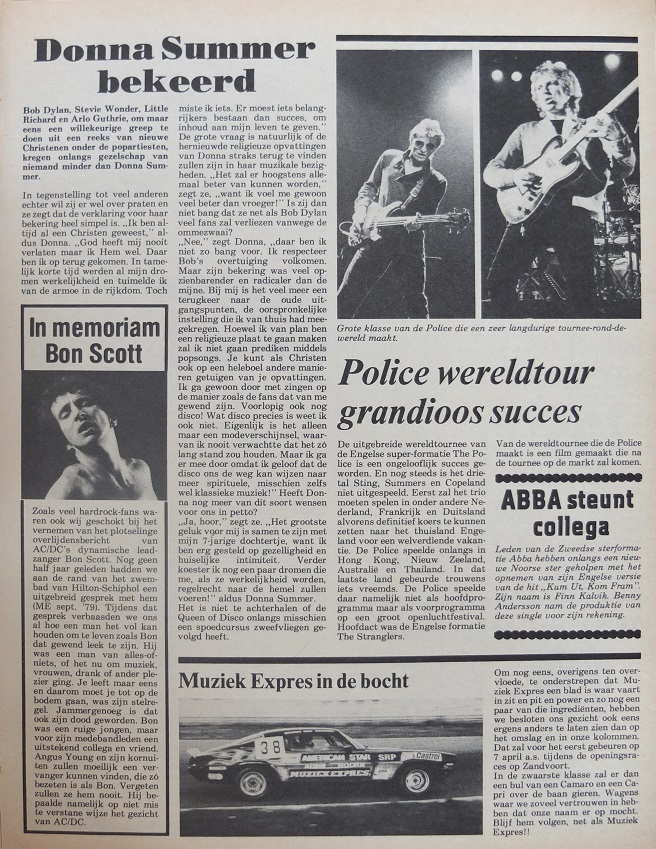 Donna Summer
bekeerd
Bob Dylan, Stevie Wonder, Little
Richard en Arlo Guthrie, om maar
eens een willekeurige greep te
doen uit een reeks van nieuwe
Christenen onder de popartiesten,
kregen onlangs gezelschap van
niemand minder dan Donna Sum-
mer.
In tegenstelling tot veel anderen
echter wil zij er wel over praten en
ze zegt dat de verklaring voor haar
bekering heel simpel is. „Ik ben al-
tijd al een Christen geweest,” al-
dus Donna. „God heeft mij nooit
verlaten maar ik Hem wel. Daar
ben ik op terug gekomen. In tame-
lijk korte tijd werden al mijn dro-
men werkelijkheid en tuimelde ik
van de armoe in de rijkdom. Toch
miste ik iets. Er moest iets belang-
rijkers bestaan dan succes, om
inhoud aan mijn leven te geven.”
De grote vraag is natuurlijk of de
hernieuwde religieuze opvattingen
van Donna straks terug te vinden
zullen zijn in haar muzikale bezig-
heden. „Het zal er hoogstens alle-
maal beter van kunnen worden,”
zegt ze, „want ik voel me gewoon
veel beter dan vroeger!” Is zij dan
niet bang dat ze net als Bob Dylan
veel fans zal verliezen vanwege de
ommezwaai?
„Nee,” zegt Donna, „daar ben ik
niet zo bang voor. Ik respecteer
Bob's overtuiging volkomen.
Maar zijn bekering was veel op-
zienbarender en radicaler dan de
mijne. Bij mij is het veel meer een
terugkeer naar de oude uit-
gangspunten, de oorspronkelijke
instelling die ik van thuis had mee-
gekregen. Hoewel ik van plan ben
een religieuze plaat te gaan maken
zal ik niet gaan prediken middels
popsongs. Je kunt als Christen
ook op een heleboel andere manie-
ren getuigen van je opvattingen.
Ik ga gewoon door met zingen op
de manier zoals de fans dat van me
gewend zijn. Voorlopig ook nog
disco! Wat disco precies is weet ik
ook niet. Eigenlijk is het alleen
maar een modeverschijnsel, waar-
van ik nooit verwachtte dat het zó
lang stand zou houden. Maar ik ga
er mee door omdat ik geloof dat de
disco ons de weg kan wijzen naar
meer spirituele, misschien zelfs
wel klassieke muziek!” Heeft Don-
na nog meer van dit soort wensen
voor ons in petto?
„Ja, hoor,” zegt ze. „Het grootste
geluk voor mij is samen te zijn met
mijn 7-jarige dochtertje, want ik
ben erg gesteld op gezelligheid en
huiselijke intimiteit. Verder
koester ik nog een paar dromen die
me, als ze werkelijkheid worden,
regelrecht naar de hemel zullen
voeren!” aldus Donna Summer.
Het is niet te achterhalen of de
Queen of Disco onlangs misschien
een spoedcursus zweefvliegen ge-
volgd heeft.
In memoriam
Bon Scott
Zoals veel hardrock-fans wa-
ren ook wij geschokt bij het
vernemen van het plotselinge
overlijdensbericht van
AC/DC's dynamische lead-
zanger Bon Scott. Nog geen
half jaar geleden hadden we
aan de rand van het zwem-
bad van Hilton-Schiphol een
uitgebreid gesprek met hem
(ME sept. '79). Tijdens dat
gesprek verbaasden we ons
al hoe een man het vol kan
houden om te leven zoals Bon
dat gewend leek te zijn. Hij
was een man van alles-of-
niets, of het nu om muziek,
vrouwen, drank of ander ple-
zier ging. Je leeft maar eens
en daarom moet je tot op de
bodem gaan, was zijn stelre-
gel. Jammergenoeg is dat
ook zijn dood geworden. Bon
was een ruige jongen, maar
voor zijn medebandleden een
uitstekend collega en vriend.
Angus Young en zijn kornui-
ten zullen moeilijk een ver-
vanger kunnen vinden, die zó
bezeten is als Bon. Vergeten
zullen ze hem nooit. Hij be-
paalde namelijk op niet mis
te verstane wijze het gezicht
van AC/DC.
Grote klasse van de Police die een zeer langdurige tournee-rond-de-
wereld maakt.
Police wereldtour
grandioos succes
De uitgebreide wereldtournee van
de Engelse super-formatie The Po-
lice is een ongelooflijk succes ge-
worden. En nog steeds is het drie-
tal Sting, Summers en Copeland
niet uitgespeeld. Eerst zal het trio
moeten spelen in onder andere Ne-
derland, Frankrijk en Duitsland
alvorens definitief koers te kunnen
zetten naar het thuisland Enge-
land voor een welverdiende vakan-
tie. De Police speelde onlangs in
Hong Kong, Nieuw Zeeland,
Australië en Thailand. In dat
laatste land gebeurde trouwens
iets vreemds. De Police speelde
daar namelijk niet als hoofdpro-
gramma maar als voorprogramma
op een groot openluchtfestival.
Hoofdact was de Engelse formatie
The Stranglers.
Van de wereldtournee die de Police
maakt is een film gemaakt die na
de tournee op de markt zal komen.
ABBA steunt
collega
Leden van de Zweedse sterforma-
tie Abba hebben onlangs een nieu-
we Noorse ster geholpen met het
opnemen van zijn Engelse versie
van de hit „Kum Ut, Kom Fram”.
Zijn naam is Finn Kalvik. Benny
Andersson nam de produktie van
deze single voor zijn rekening.
Muziek Expres in de bocht
38
AMERICAN STAR SRP
Castrol
Om nog eens, overigens ten over-
vloede, te onderstrepen dat Mu-
ziek Expres een blad is waar vaart
in zit en pit en power en zo nog een
paar van die ingrediënten, hebben
we besloten ons gezicht ook eens
ergens anders te laten zien dan op
het omslag en in onze kolommen.
Dat zal voor het eerst gebeuren op
7 april a.s. tijdens de openingsra-
ces op Zandvoort.
In de zwaarste klasse zal er dan
een bul van een Camaro en een Ca-
pri over de baan gieren. Wagens
waar we zoveel vertrouwen in heb-
ben dat onze naam er op mocht.
Blijf hem volgen, net als Muziek
Expres!!